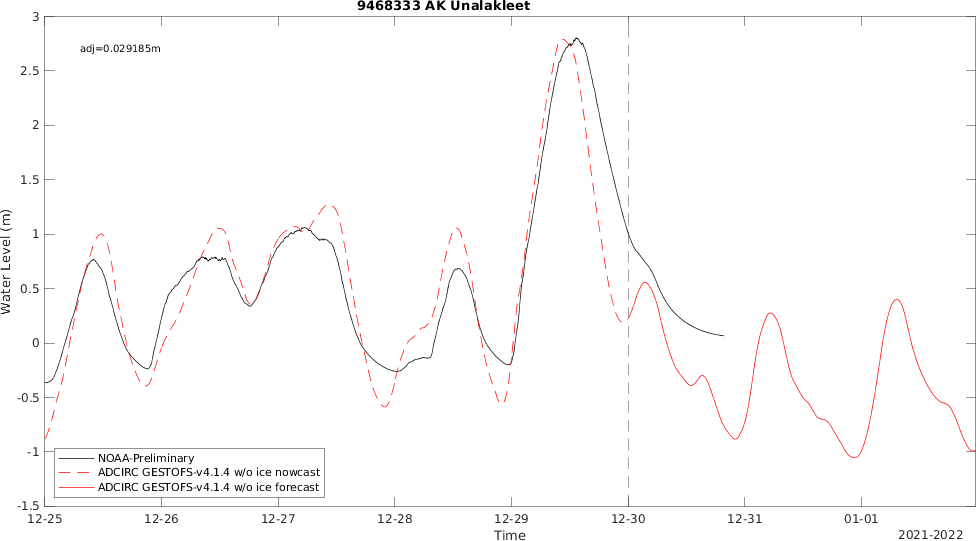 9468333 AK Unalakleet
adj=0.029185m
3
2.5
2
1.5
1
0.5
0
-0.5
-1
-1.5
Water Level (m)
NOAA-Preliminary
ADCIRC GESTOFS-v4.1.4 w/o ice nowcast
ADCIRC GESTOFS-v4.1.4 w/o ice forecast
12-25 12-26 12-27 12-28 12-29 12-30 12-31 01-01
Time
2021-2022